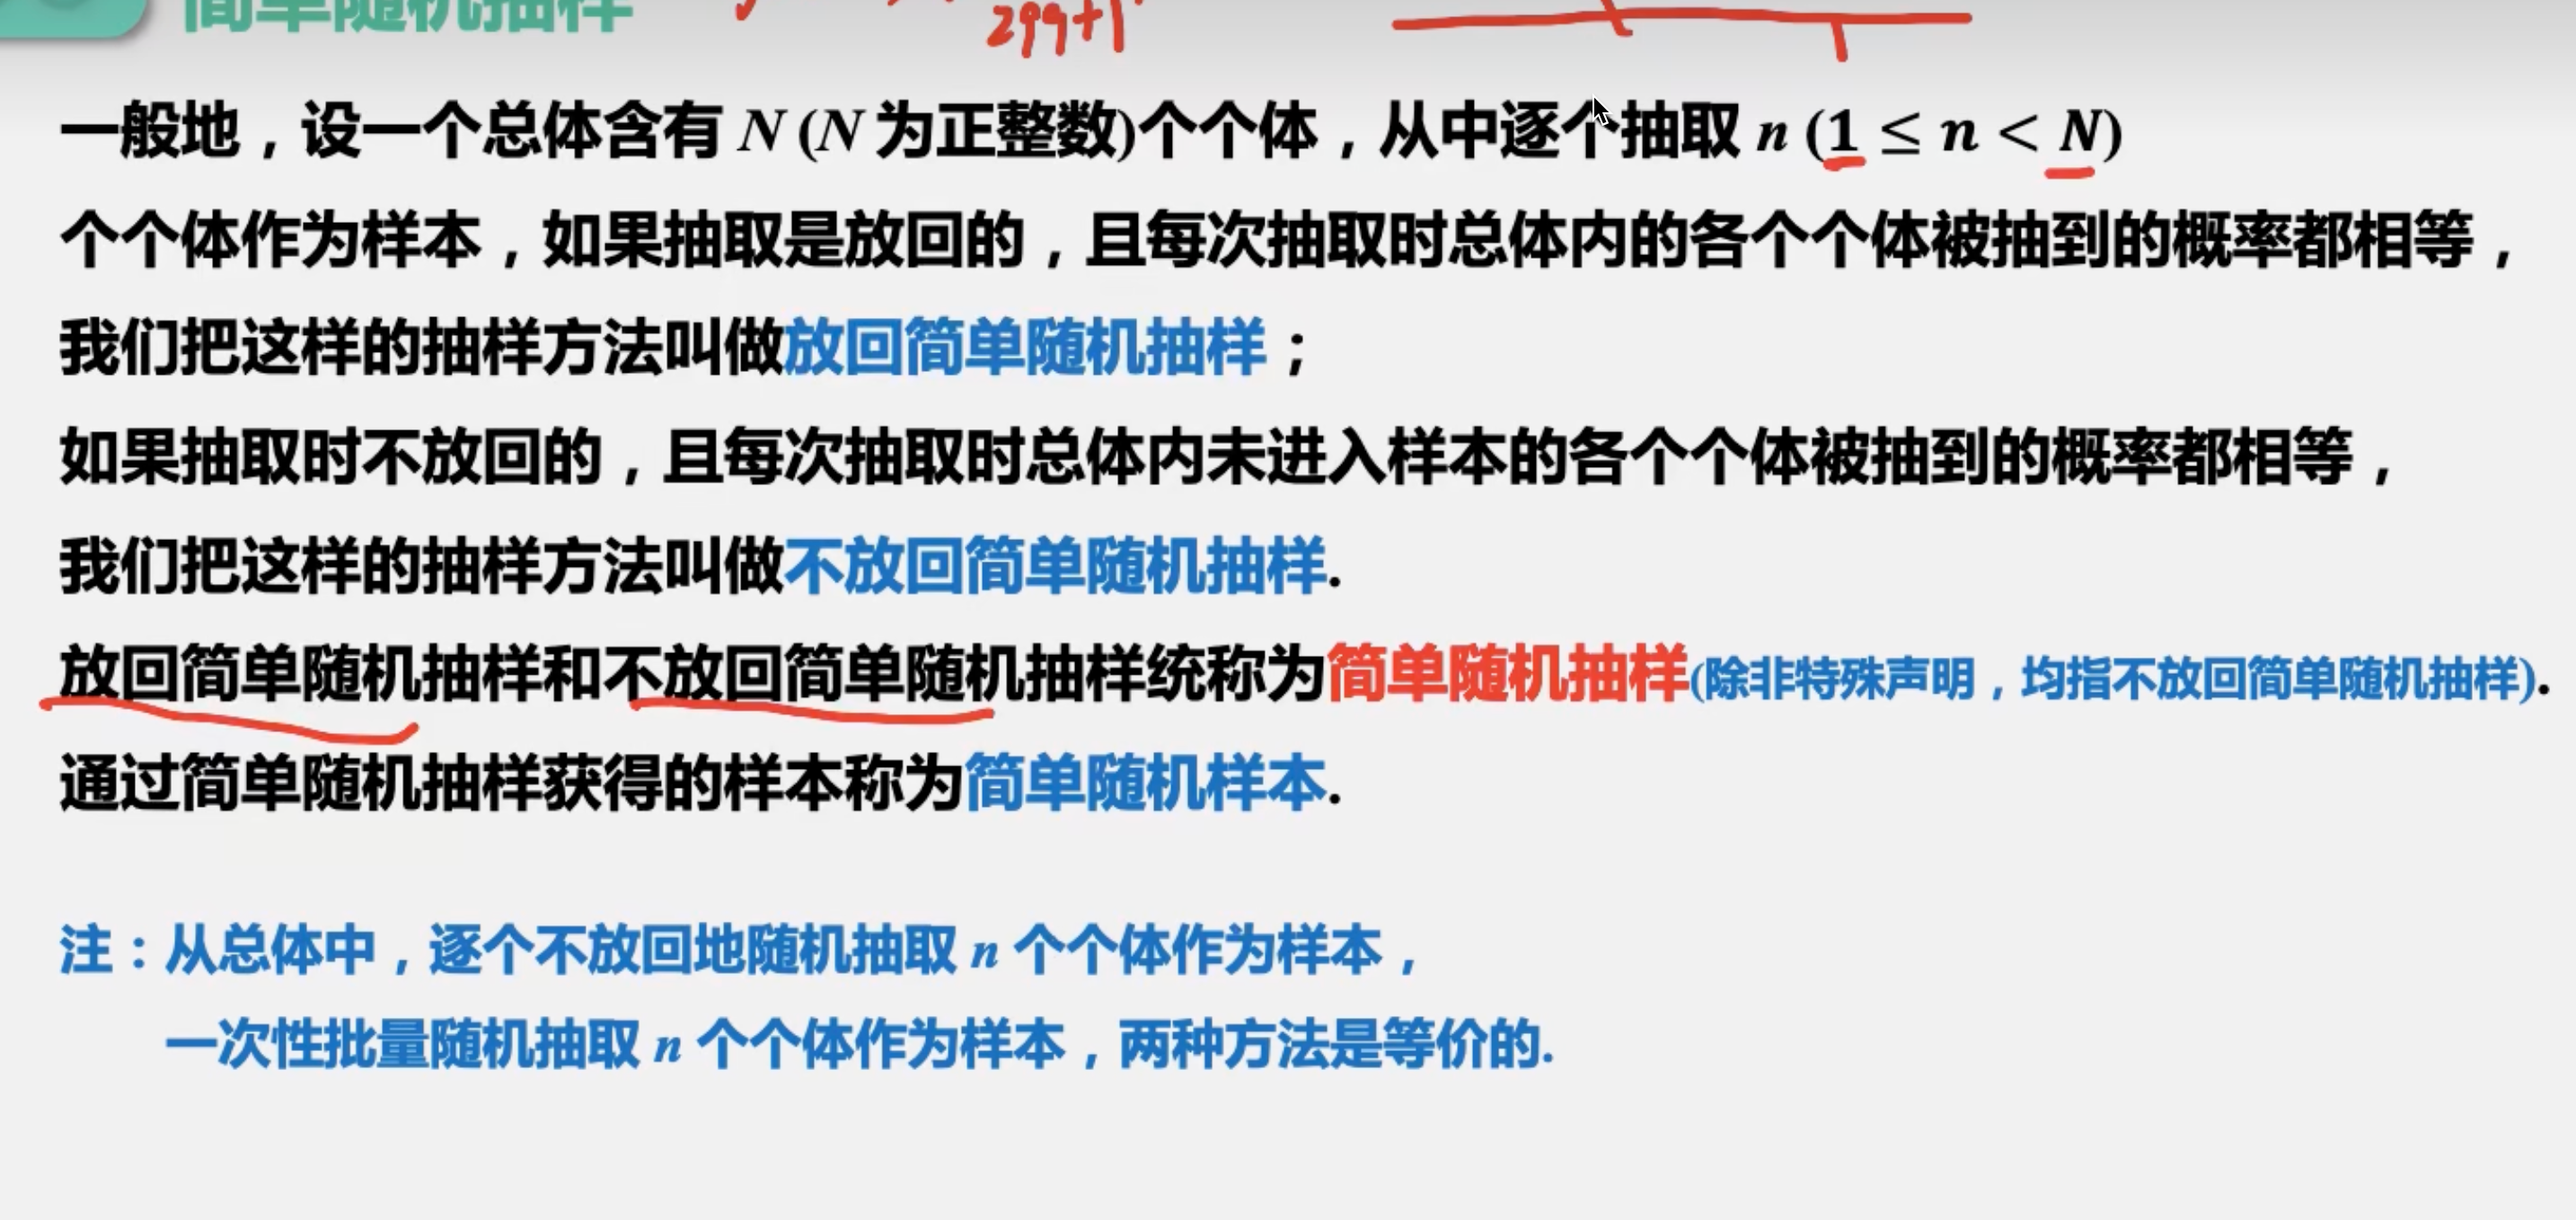 简单随机抽样
299+1
一般地，设一个总体含有 N (N 为正整数)个个体，从中逐个抽取 n (1 ≤ n < N)
个个体作为样本，如果抽取是放回的，且每次抽取时总体内的各个个体被抽到的概率都相等，
我们把这样的抽样方法叫做放回简单随机抽样；
如果抽取时不放回的，且每次抽取时总体内未进入样本的各个个体被抽到的概率都相等，
我们把这样的抽样方法叫做不放回简单随机抽样.
放回简单随机抽样和不放回简单随机抽样统称为简单随机抽样(除非特殊声明，均指不放回简单随机抽样).
通过简单随机抽样获得的样本称为简单随机样本.
注：从总体中，逐个不放回地随机抽取 n 个个体作为样本，
一次性批量随机抽取 n 个个体作为样本，两种方法是等价的.